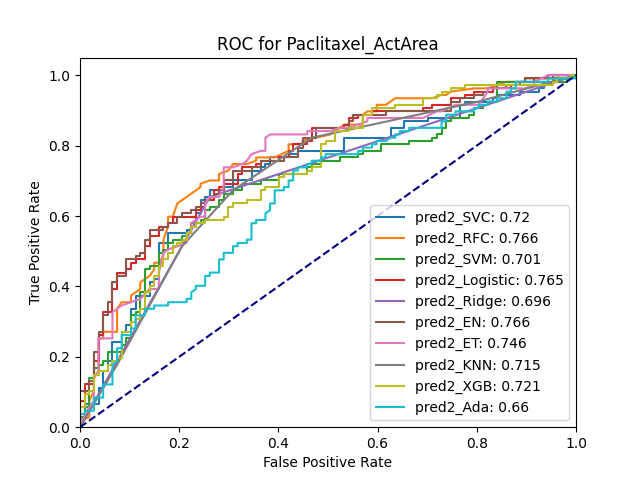 ROC for Paclitaxel_ActArea
True Positive Rate
1.0
0.8
0.6
0.4
0.2
0.0
pred2_SVC: 0.72
pred2_RFC: 0.766
pred2_SVM: 0.701
pred2_Logistic: 0.765
pred2_Ridge: 0.696
pred2_EN: 0.766
pred2_ET: 0.746
pred2_KNN: 0.715
pred2_XGB: 0.721
pred2_Ada: 0.66
0.0 0.2 0.4 0.6 0.8 1.0
False Positive Rate